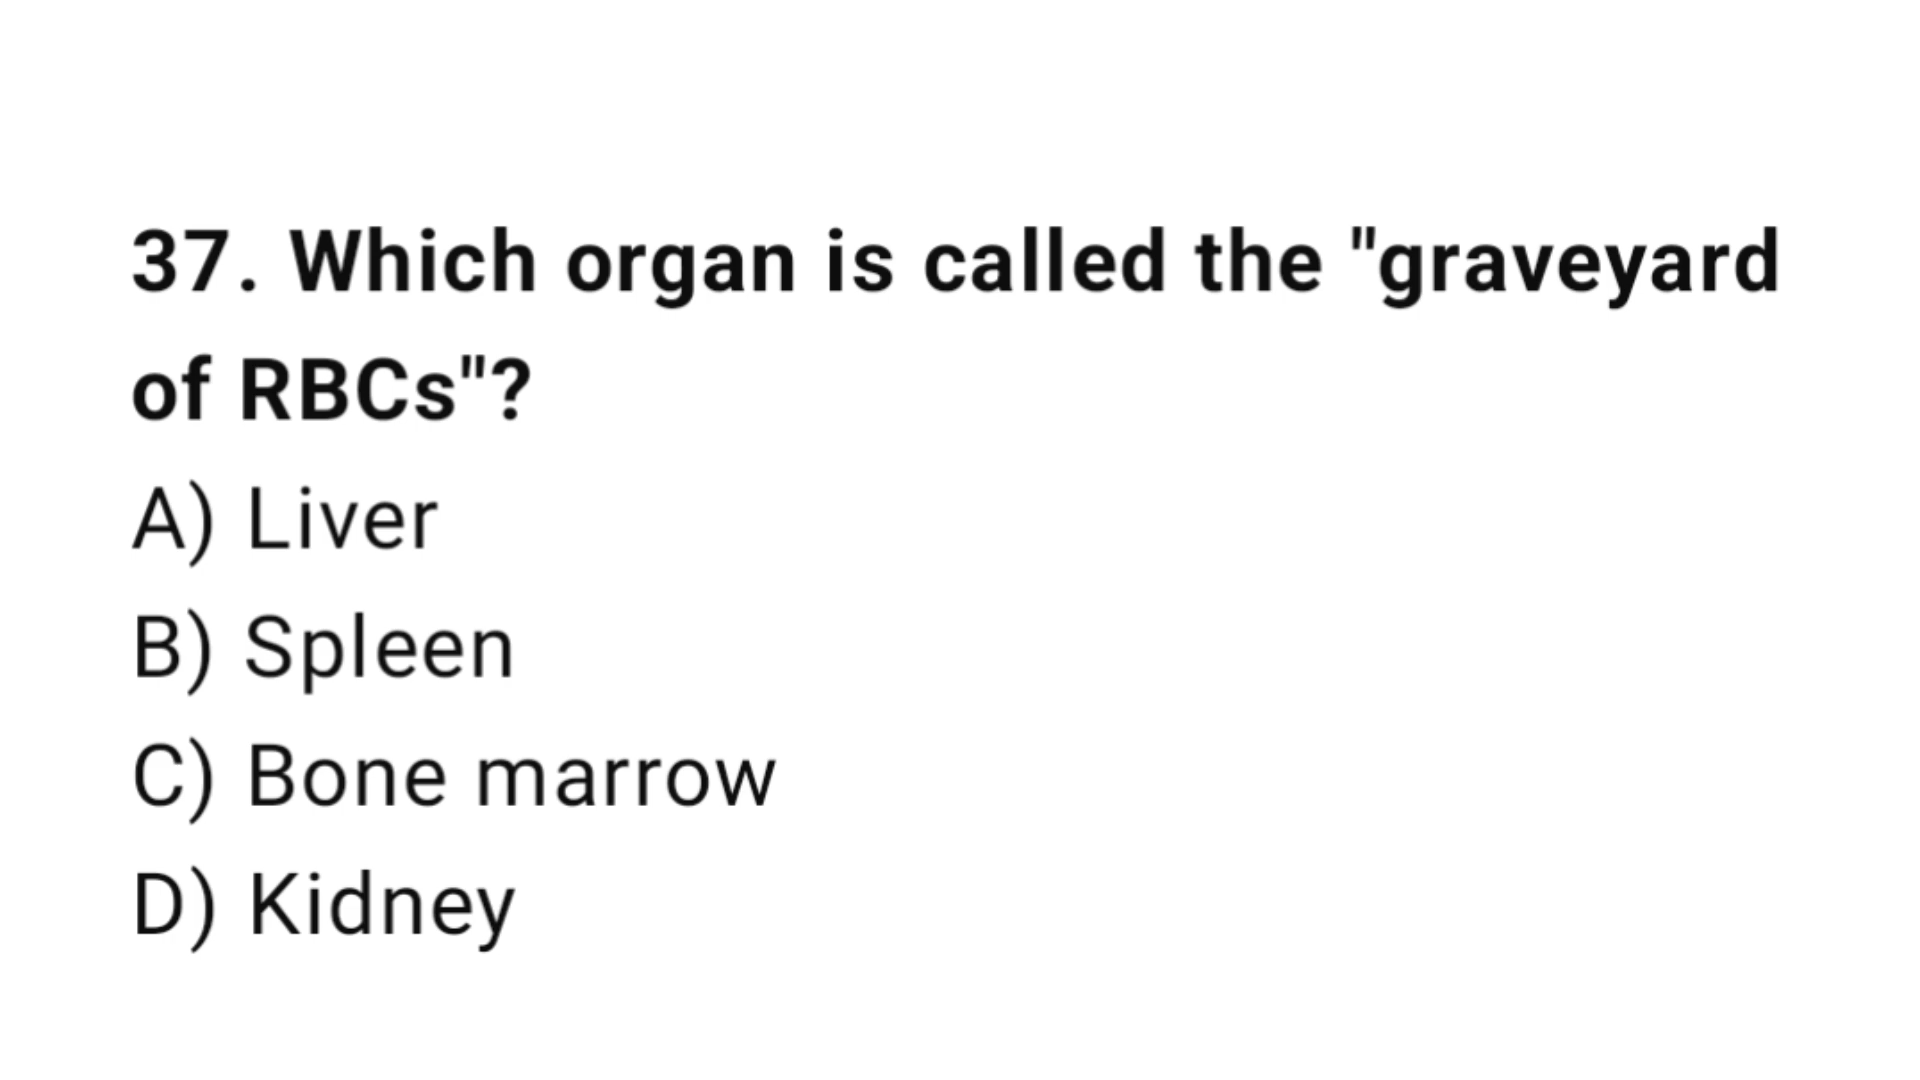 37. Which organ is called the "graveyard
of RBCs"?
A) Liver
B) Spleen
C) Bone marrow
D) Kidney